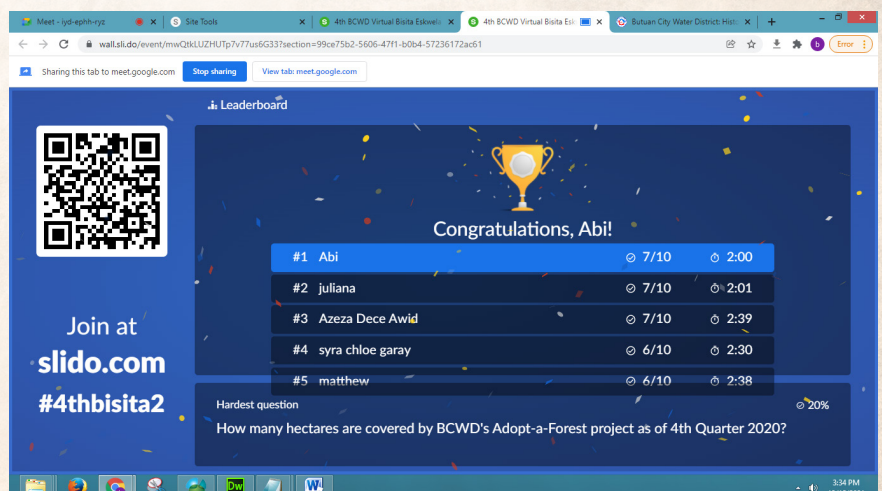 Meet - iyd-ephh-ryz
Site Tools
4th BCWD Virtual Bisita Eskwela
4th BCWD Virtual Bisita Esk
Butuan City Water District: Hist
wall.sli.do/event/mwQtkLUZHUTp7v77us6G33?section=99ce75b2-5606-47f1-b0b4-57236172ac61
b
Error
Sharing this tab to meet.google.com
Stop sharing
View tab: meet.google.com
Leaderboard
Congratulations, Abi!
#1 Abi 7/10 2:00
#2 juliana 7/10 2:01
#3 Azeza Dece Awid 7/10 2:39
#4 syra chloe garay 6/10 2:30
#5 matthew 6/10 2:38
Join at
slido.com
#4thbisita2
Hardest question 20%
How many hectares are covered by BCWD's Adopt-a-Forest project as of 4th Quarter 2020?
Dw
W
3:34 PM